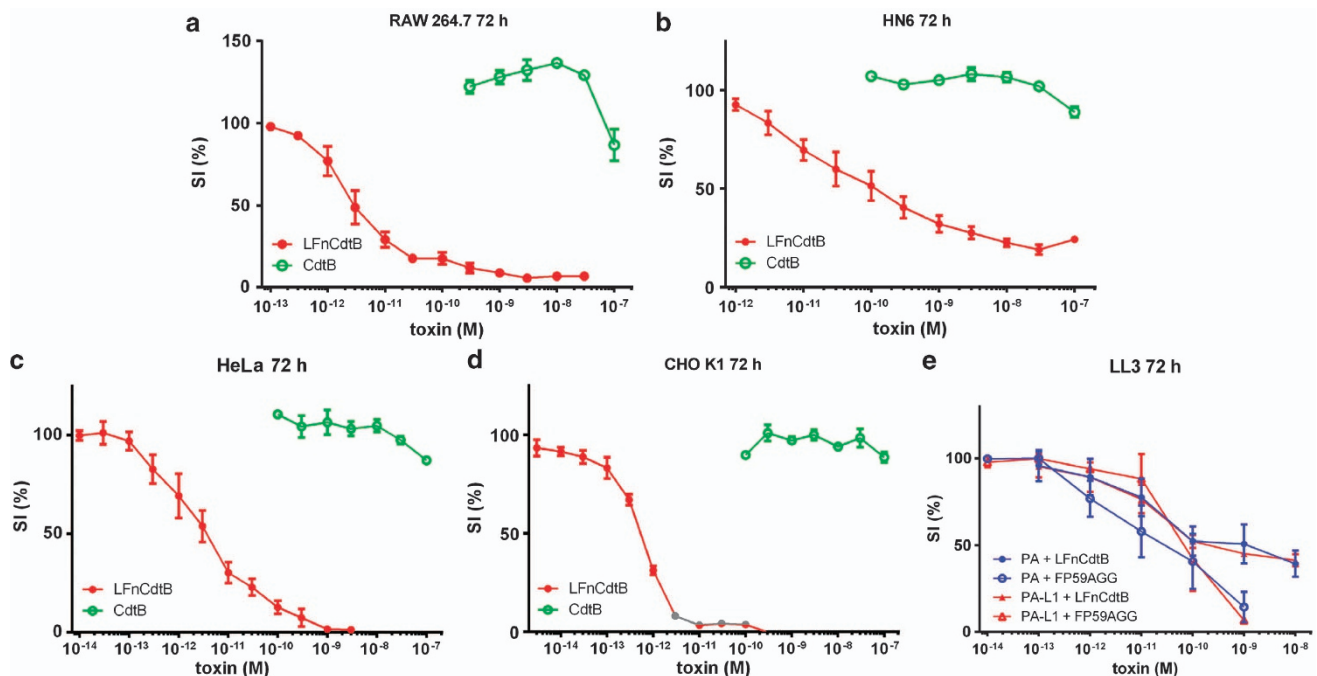 a
RAW 264.7 72 h
150
100
50
0
SI (%)
LFnCdtB
CdtB
10⁻¹³ 10⁻¹² 10⁻¹¹ 10⁻¹⁰ 10⁻⁹ 10⁻⁸ 10⁻⁷
toxin (M)
b
HN6 72 h
100
50
0
SI (%)
LFnCdtB
CdtB
10⁻¹² 10⁻¹¹ 10⁻¹⁰ 10⁻⁹ 10⁻⁸ 10⁻⁷
toxin (M)
c
HeLa 72 h
100
50
0
SI (%)
LFnCdtB
CdtB
10⁻¹⁴ 10⁻¹³ 10⁻¹² 10⁻¹¹ 10⁻¹⁰ 10⁻⁹ 10⁻⁸ 10⁻⁷
toxin (M)
d
CHO K1 72 h
100
50
0
SI (%)
LFnCdtB
CdtB
10⁻¹⁴ 10⁻¹³ 10⁻¹² 10⁻¹¹ 10⁻¹⁰ 10⁻⁹ 10⁻⁸ 10⁻⁷
toxin (M)
e
LL3 72 h
100
50
0
SI (%)
PA + LFnCdtB
PA + FP59AGG
PA-L1 + LFnCdtB
PA-L1 + FP59AGG
10⁻¹⁴ 10⁻¹³ 10⁻¹² 10⁻¹¹ 10⁻¹⁰ 10⁻⁹ 10⁻⁸
toxin (M)